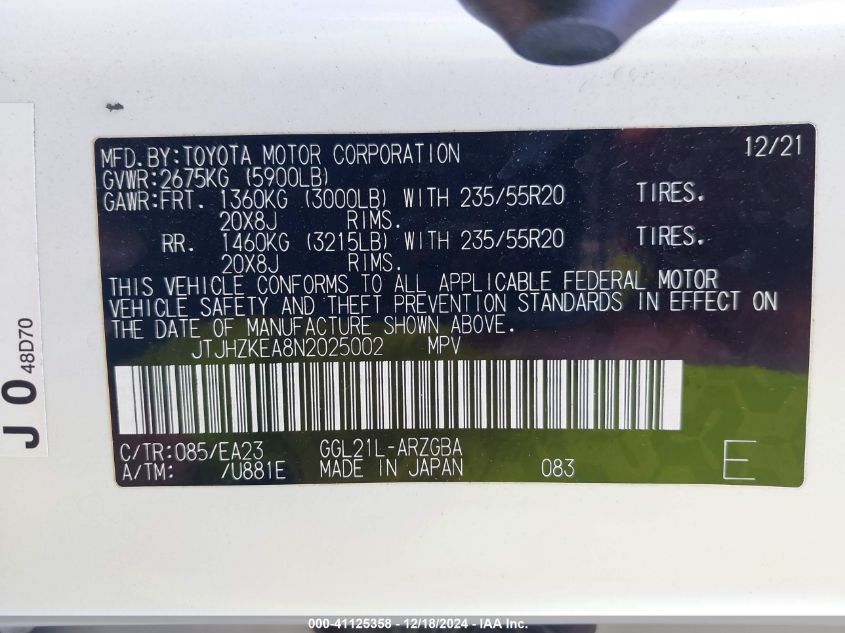 MFD.BY:TOYOTA MOTOR CORPORATION 12/21
GVWR:2675KG (5900LB)
GAWR:FRT. 1360KG (3000LB) WITH 235/55R20 TIRES.
20X8J RIMS.
RR. 1460KG (3215LB) WITH 235/55R20 TIRES.
20X8J RIMS.
THIS VEHICLE CONFORMS TO ALL APPLICABLE FEDERAL MOTOR
VEHICLE SAFETY AND THEFT PREVENTION STANDARDS IN EFFECT ON
THE DATE OF MANUFACTURE SHOWN ABOVE.
JTJHZKEA8N2025002 MPV
C/TR:085/EA23 GGL21L-ARZGBA
A/TM: /U881E MADE IN JAPAN 083 E
J 0 48D70
000-41125358 - 12/18/2024 - IAA Inc.